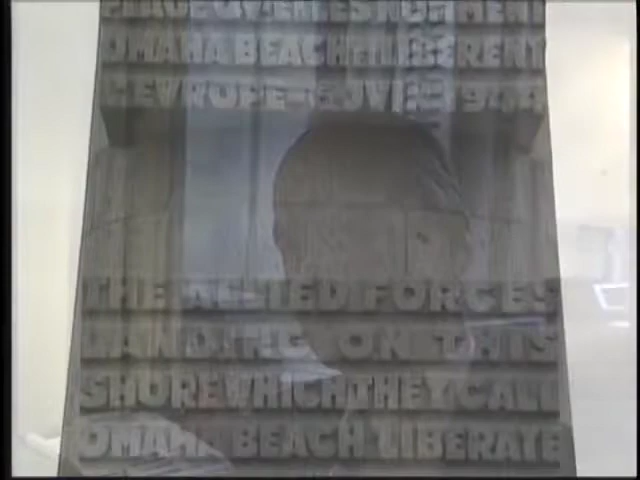 OMAHA BEACH ET LIBERENT
L'EVROPE-6 JVIN 1944
THE ALLIED FORCES
LANDING ON THIS
SHORE WHICH THEY CALL
OMAHA BEACH LIBERATE